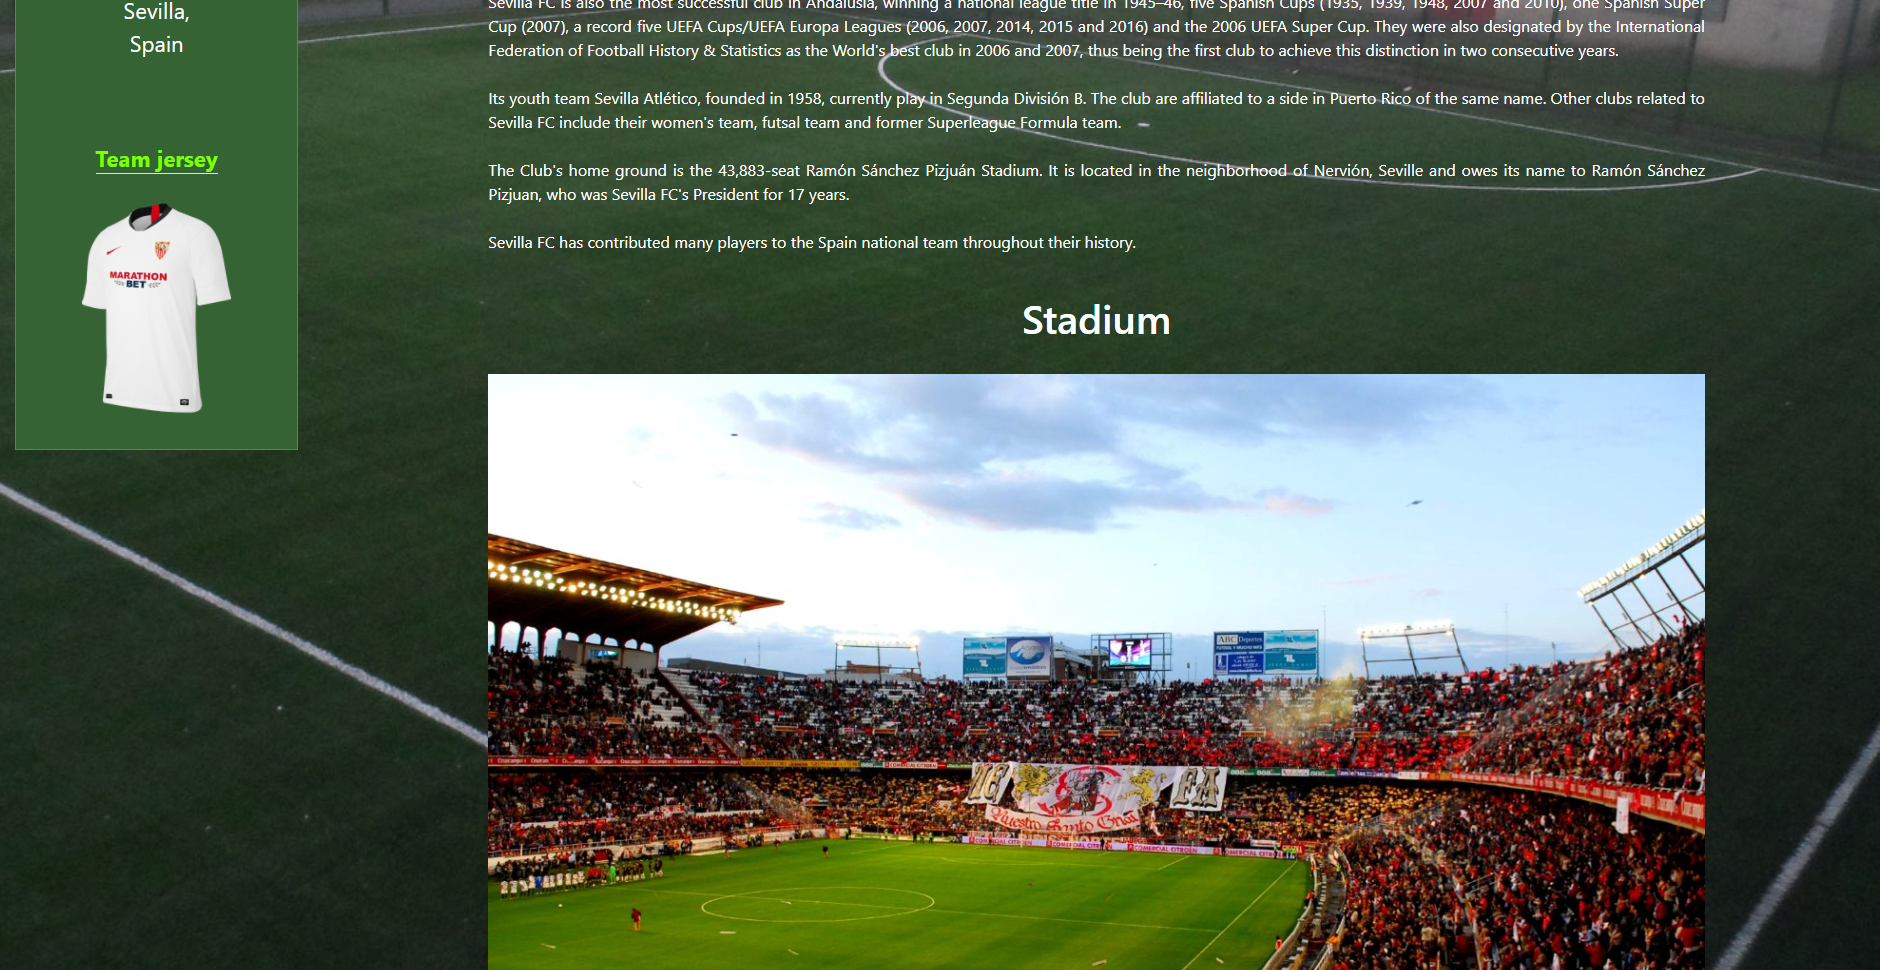 Sevilla,
Spain
Team jersey
MARATHON
BET
Sevilla FC is also the most successful club in Andalusia, winning a national league title in 1945–46, five Spanish Cups (1935, 1939, 1948, 2007 and 2010), one Spanish Super
Cup (2007), a record five UEFA Cups/UEFA Europa Leagues (2006, 2007, 2014, 2015 and 2016) and the 2006 UEFA Super Cup. They were also designated by the International
Federation of Football History & Statistics as the World's best club in 2006 and 2007, thus being the first club to achieve this distinction in two consecutive years.
Its youth team Sevilla Atlético, founded in 1958, currently play in Segunda División B. The club are affiliated to a side in Puerto Rico of the same name. Other clubs related to
Sevilla FC include their women's team, futsal team and former Superleague Formula team.
The Club's home ground is the 43,883-seat Ramón Sánchez Pizjuán Stadium. It is located in the neighborhood of Nervión, Seville and owes its name to Ramón Sánchez
Pizjuan, who was Sevilla FC's President for 17 years.
Sevilla FC has contributed many players to the Spain national team throughout their history.
Stadium
ABC Deportes
COMERCIAL CITROEN
Nuestro Santo Grial
COMERCIAL CITROEN
COMERCIAL CITROEN